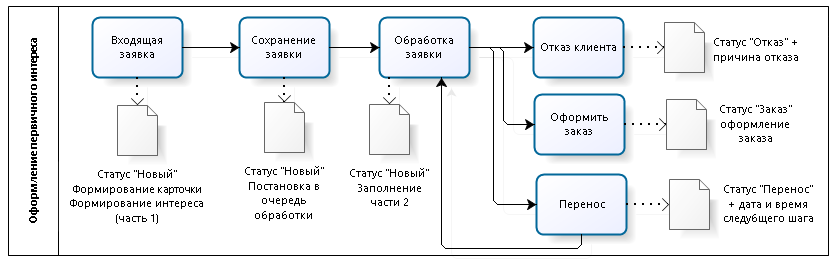 Оформление первичного интереса
Входящая
заявка
Сохранение
заявки
Обработка
заявки
Отказ клиента
Статус "Отказ" +
причина отказа
Оформить
заказ
Статус "Заказ"
оформление
заказа
Перенос
Статус "Перенос"
+ дата и время
следубщего шага
Статус "Новый"
Формирование карточки
Формирование интереса
(часть 1)
Статус "Новый"
Постановка в
очередь
обработки
Статус "Новый"
Заполнение
части 2